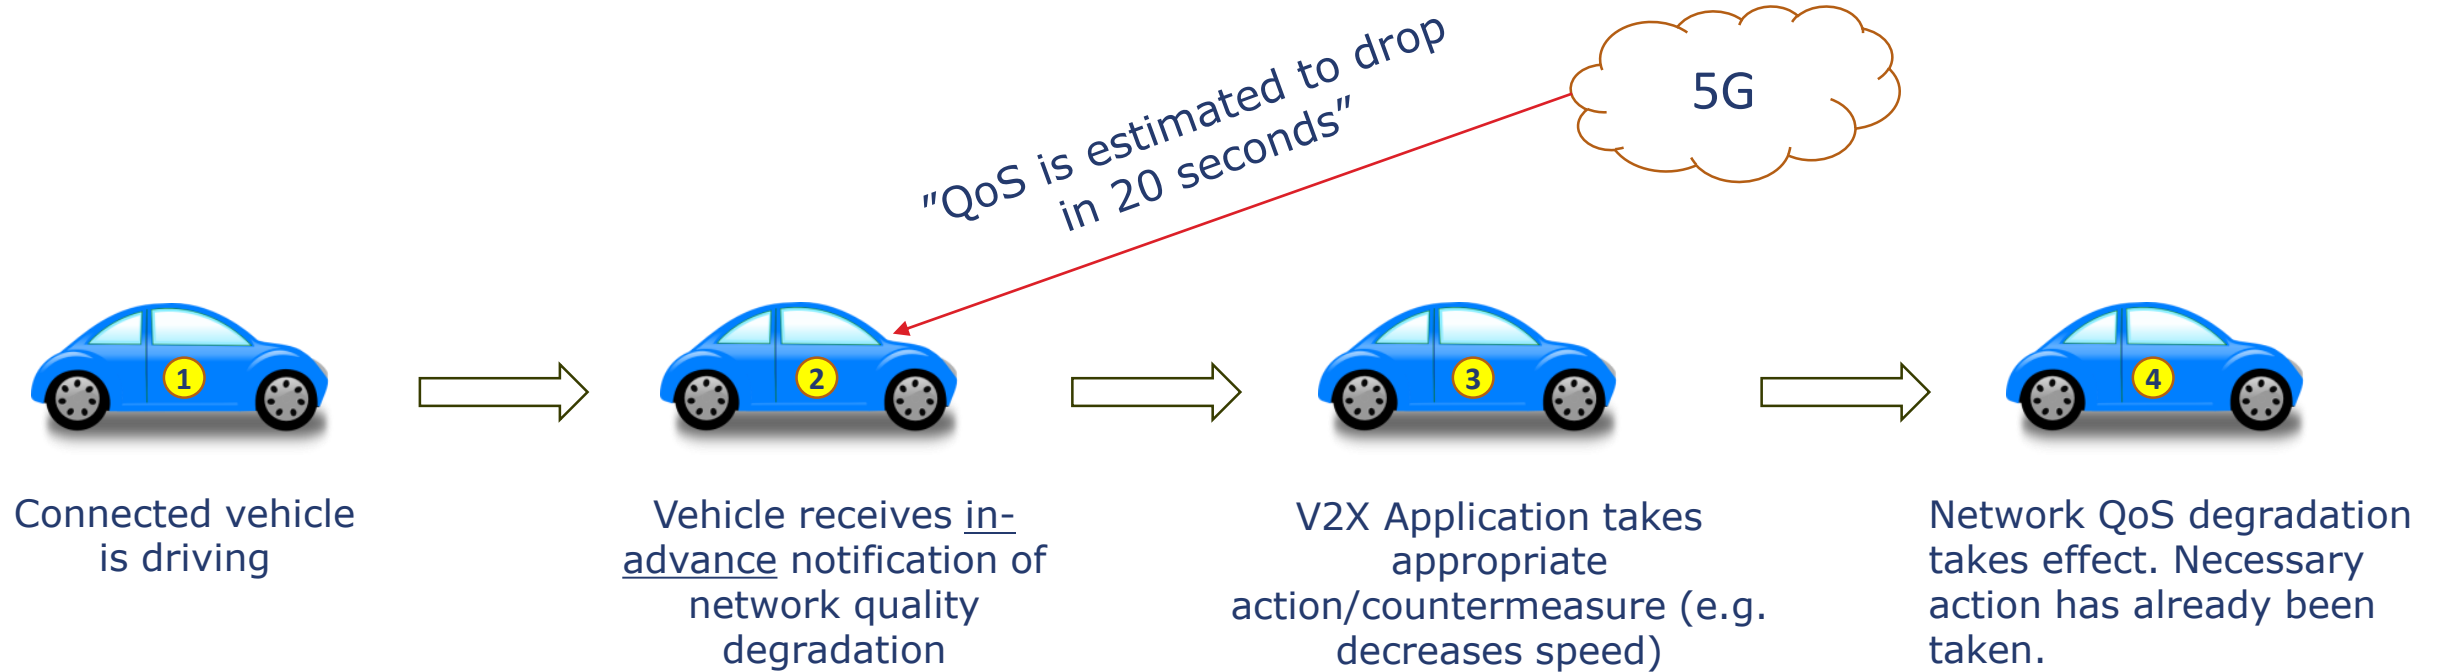 "QoS is estimated to drop
in 20 seconds"
5G
1
2
3
4
Connected vehicle
is driving
Vehicle receives in-
advance notification of
network quality
degradation
V2X Application takes
appropriate
action/countermeasure (e.g.
decreases speed)
Network QoS degradation
takes effect. Necessary
action has already been
taken.